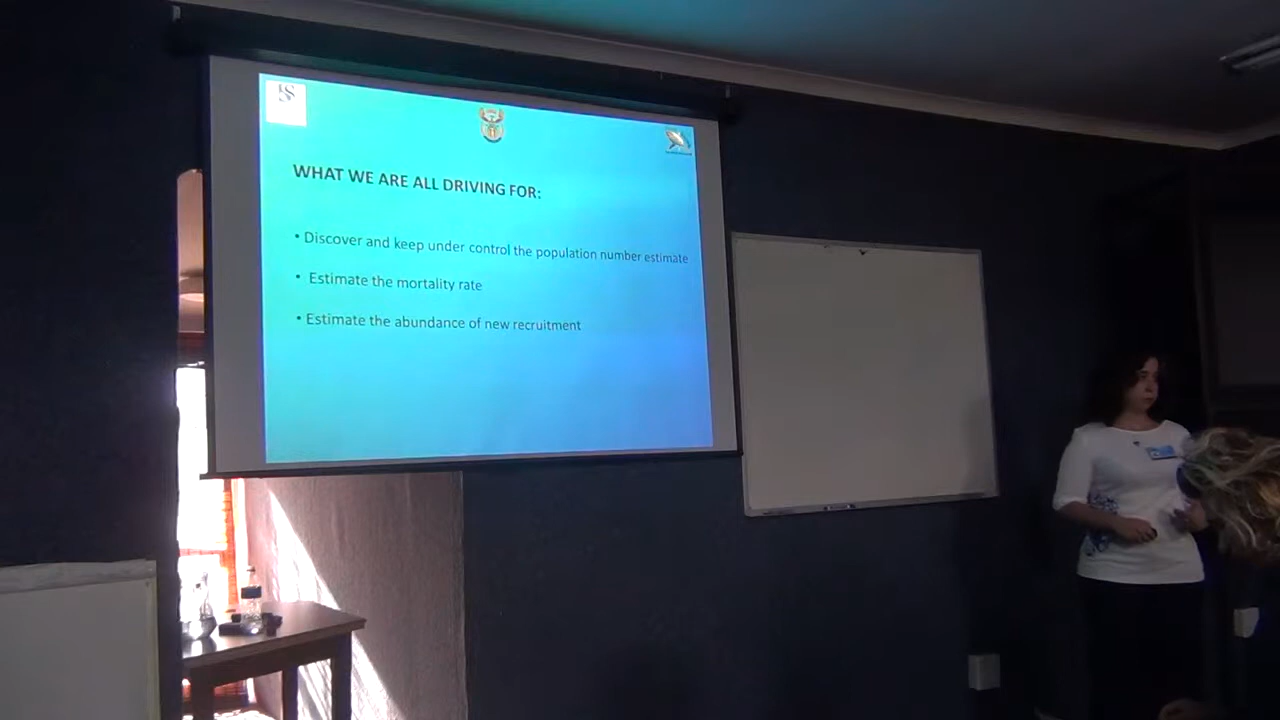 WHAT WE ARE ALL DRIVING FOR:
• Discover and keep under control the population number estimate
• Estimate the mortality rate
• Estimate the abundance of new recruitment